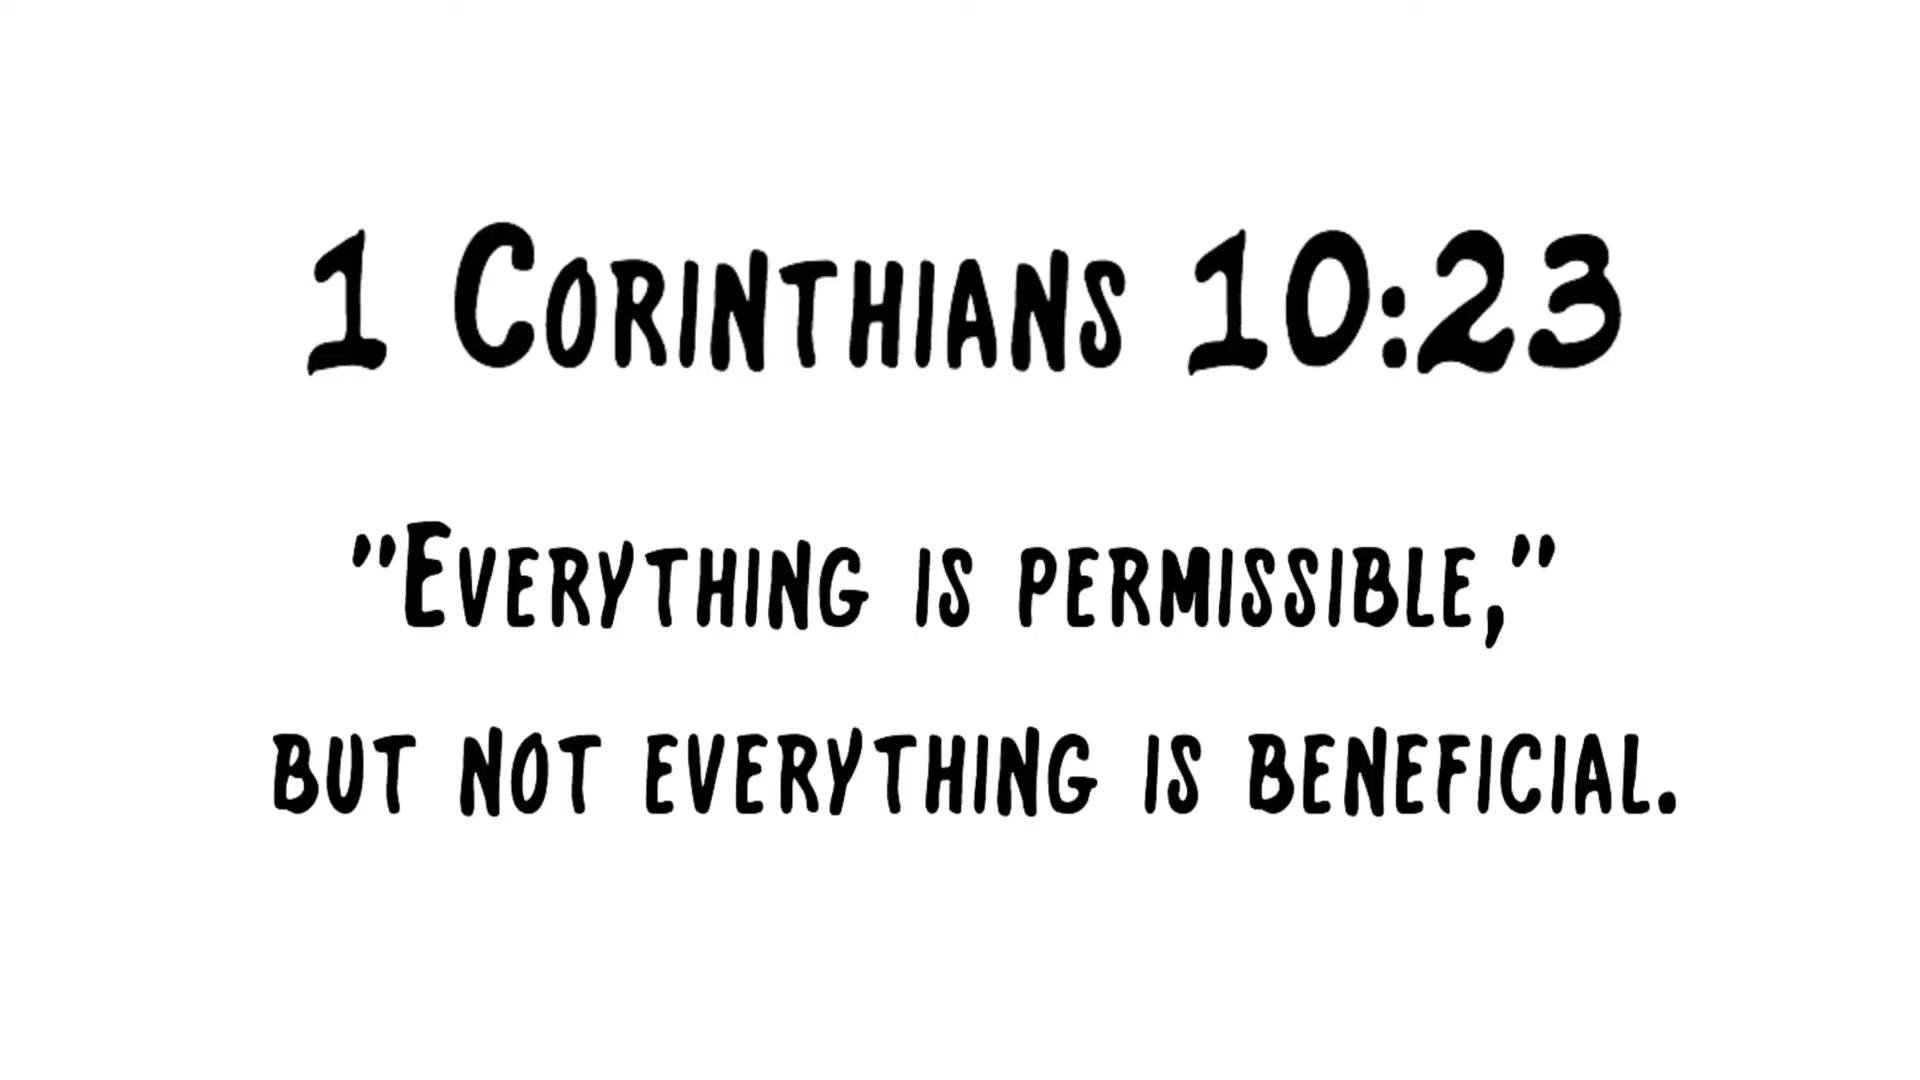 1 Corinthians 10:23
"Everything is permissible,"
but not everything is beneficial.